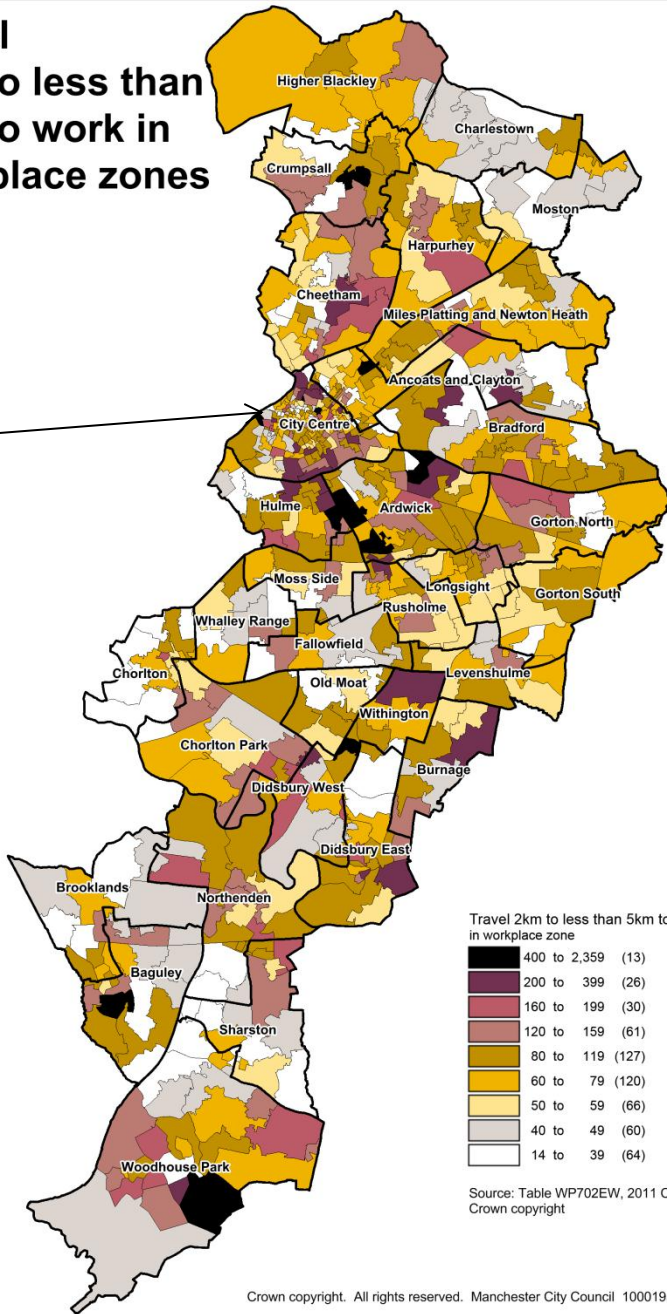 l
o less than
o work in
place zones
Higher Blackley
Charlestown
Crumpsall
Moston
Harpurhey
Cheetham
Miles Platting and Newton Heath
Ancoats and Clayton
City Centre
Bradford
Hulme
Ardwick
Gorton North
Moss Side
Longsight
Gorton South
Rusholme
Whalley Range
Fallowfield
Chorlton
Levenshulme
Old Moat
Withington
Chorlton Park
Burnage
Didsbury West
Didsbury East
Brooklands
Northenden
Baguley
Sharston
Woodhouse Park
Travel 2km to less than 5km to
in workplace zone
400 to 2,359 (13)
200 to 399 (26)
160 to 199 (30)
120 to 159 (61)
80 to 119 (127)
60 to 79 (120)
50 to 59 (66)
40 to 49 (60)
14 to 39 (64)
Source: Table WP702EW, 2011 C
Crown copyright
Crown copyright. All rights reserved. Manchester City Council 100019